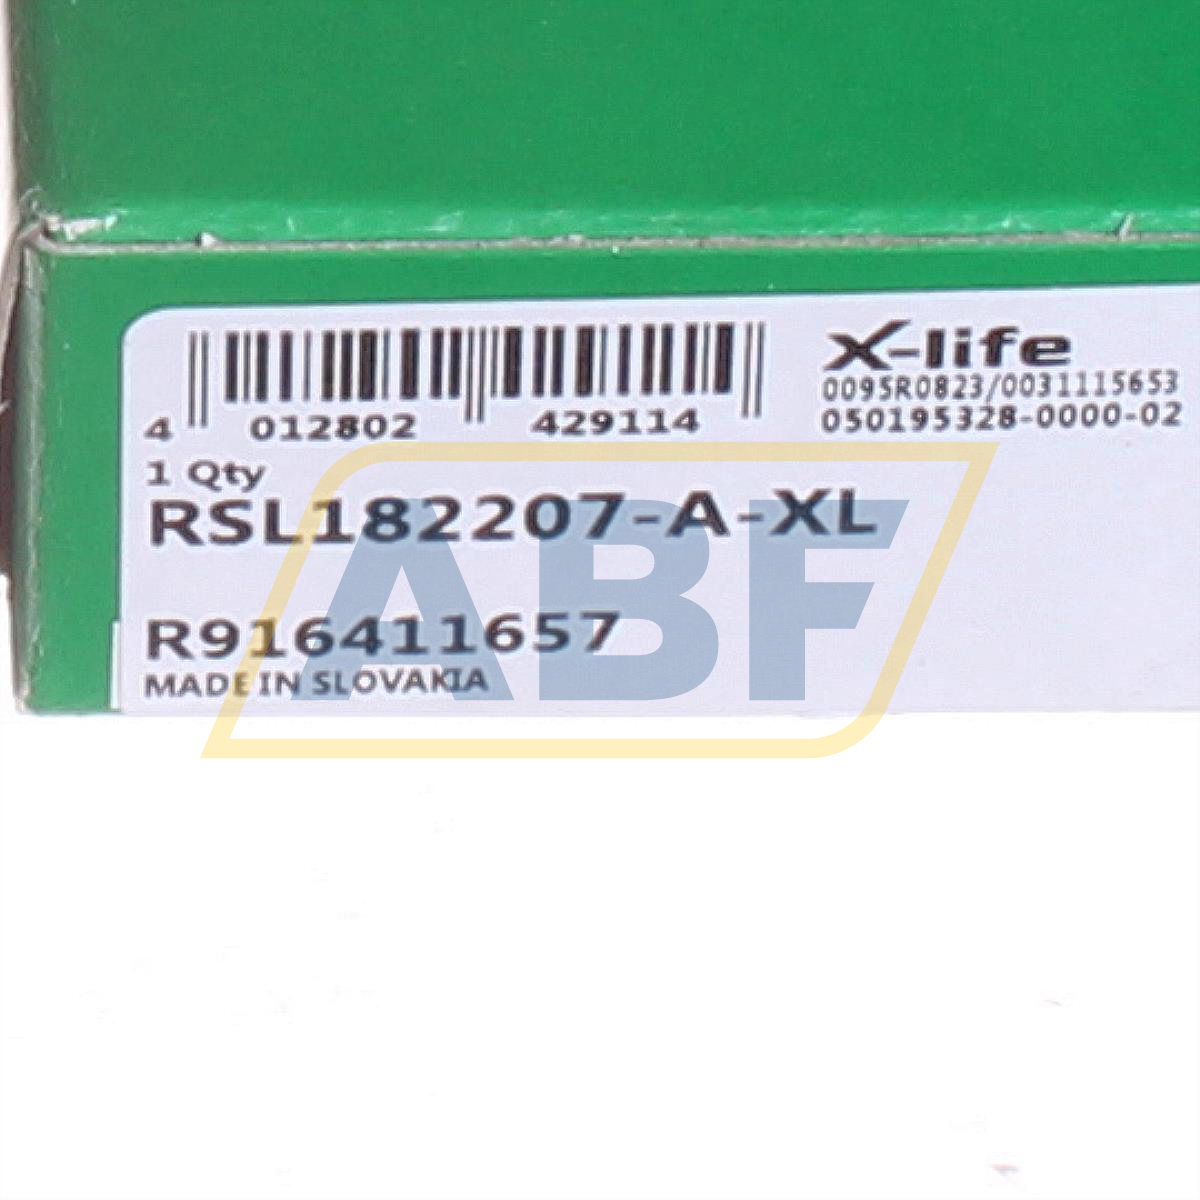 X-life
0095R0823/0031115653
050195328-0000-02
4 012802 429114
1 Qty
RSL182207-A-XL
R916411657
MADE IN SLOVAKIA
ABF